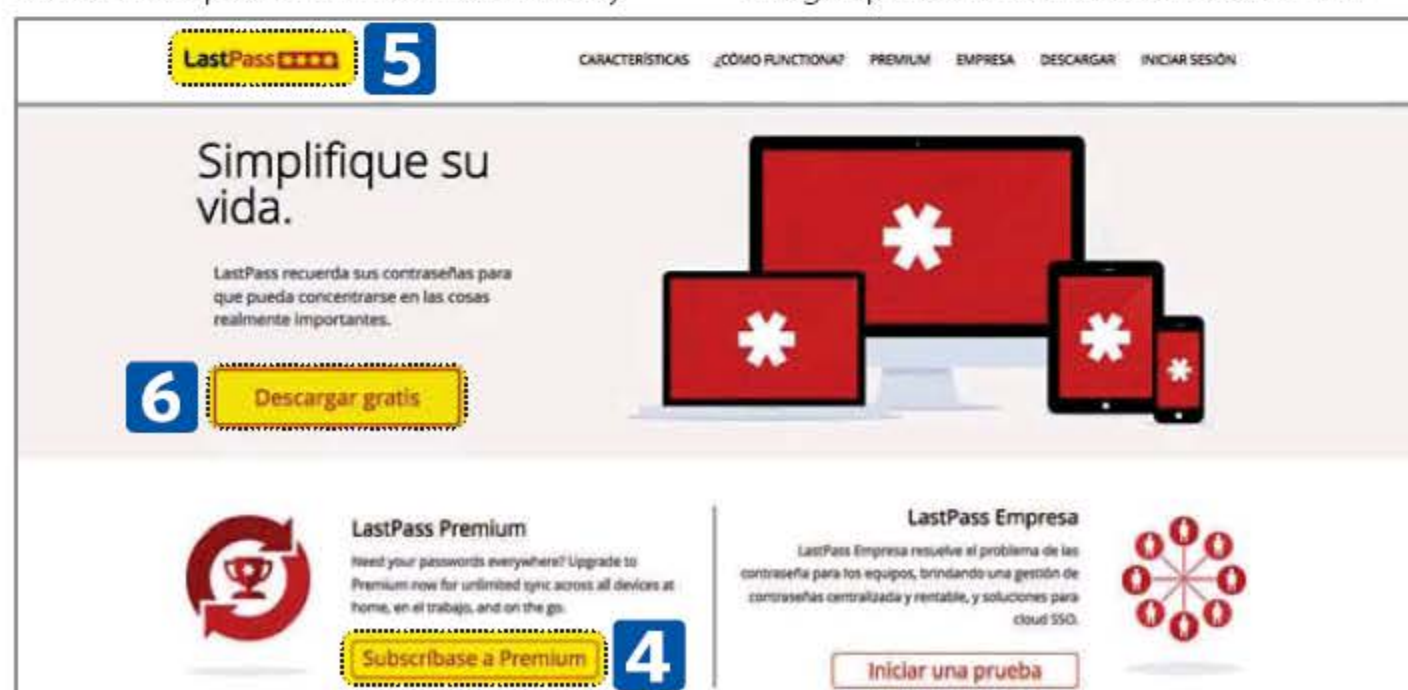 LastPass
5
CARACTERÍSTICAS ¿CÓMO FUNCTIONA? PREMIUM EMPRESA DESCARGAR INICIAR SESIÓN
Simplifique su
vida.
LastPass recuerda sus contraseñas para
que pueda concentrarse en las cosas
realmente importantes.
6
Descargar gratis
LastPass Premium
Need your passwords everywhere? Upgrade to
Premium now for unlimited sync across all devices at
home, en el trabajo, and on the go.
Subscríbase a Premium
4
LastPass Empresa
LastPass Empresa resuelve el problema de las
contraseña para los equipos, brindando una gestión de
contraseñas centralizada y rentable, y soluciones para
cloud SSO.
Iniciar una prueba